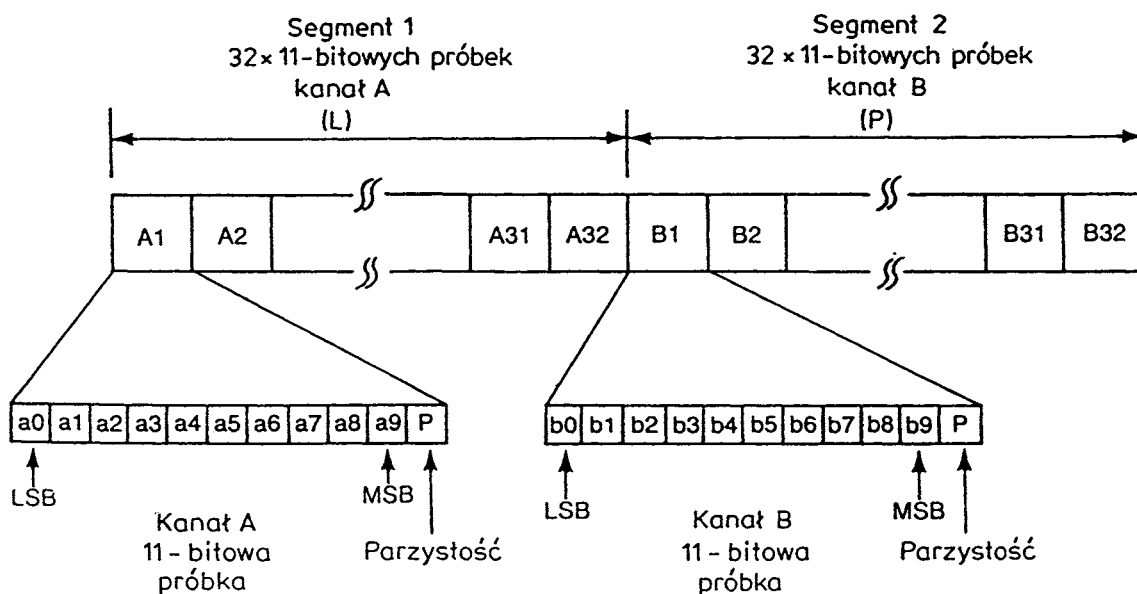 Segment 1
32×11-bitowych próbek
kanał A
(L)
Segment 2
32×11-bitowych próbek
kanał B
(P)
A1 A2 A31 A32 B1 B2 B31 B32
a0 a1 a2 a3 a4 a5 a6 a7 a8 a9 P
b0 b1 b2 b3 b4 b5 b6 b7 b8 b9 P
LSB
MSB
LSB
MSB
Kanał A
11-bitowa
próbka
Parzystość
Kanał B
11-bitowa
próbka
Parzystość